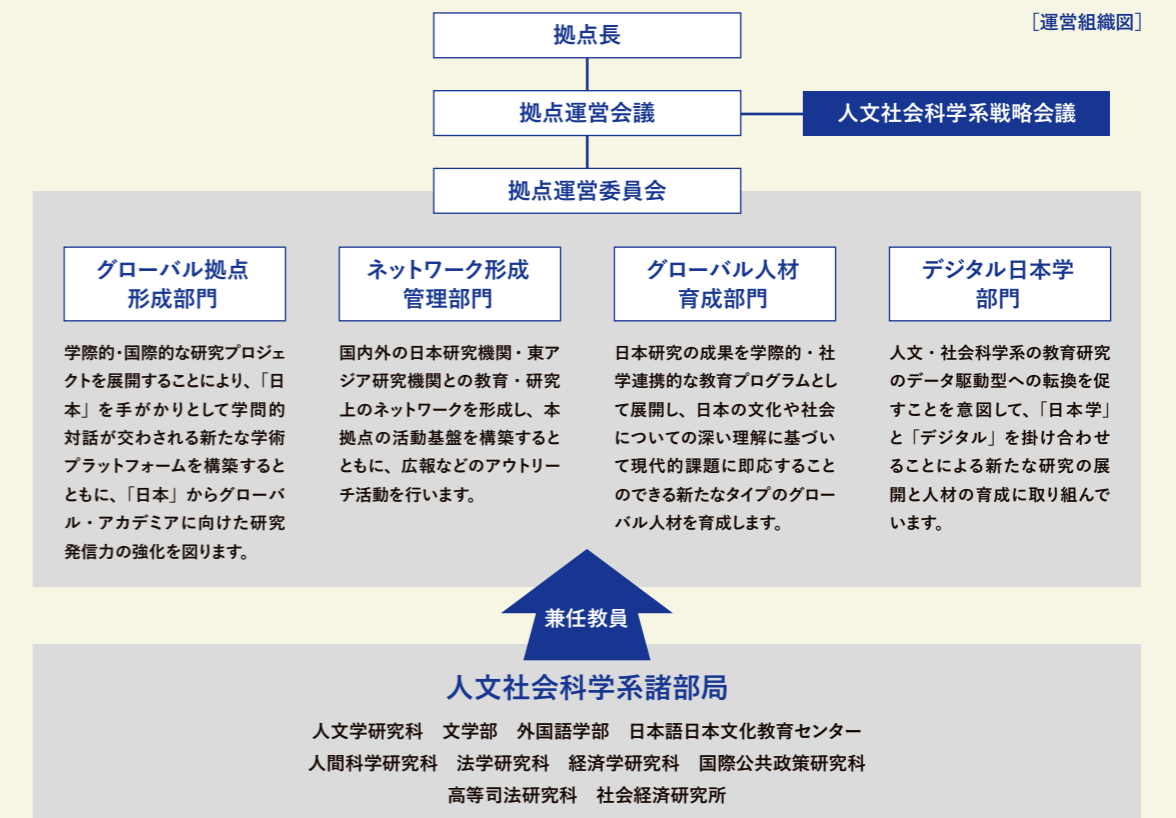 ［運営組織図］
拠点長
拠点運営会議
人文社会科学系戦略会議
拠点運営委員会
グローバル拠点
形成部門
学際的・国際的な研究プロジェ
クトを展開することにより、「日
本」を手がかりとして学問的
対話が交わされる新たな学術
プラットフォームを構築すると
ともに、「日本」からグローバ
ル・アカデミアに向けた研究
発信力の強化を図ります。
ネットワーク形成
管理部門
国内外の日本研究機関・東ア
ジア研究機関との教育・研究
上のネットワークを形成し、本
拠点の活動基盤を構築すると
ともに、広報などのアウトリー
チ活動を行います。
グローバル人材
育成部門
日本研究の成果を学際的・社
学連携的な教育プログラムとし
て展開し、日本の文化や社会
についての深い理解に基づい
て現代的課題に即応すること
のできる新たなタイプのグロー
バル人材を育成します。
デジタル日本学
部門
人文・社会科学系の教育研究
のデータ駆動型への転換を促
すことを意図して、「日本学」
と「デジタル」を掛け合わせ
ることによる新たな研究の展
開と人材の育成に取り組んで
います。
兼任教員
人文社会科学系諸部局
人文学研究科　文学部　外国語学部　日本語日本文化教育センター
人間科学研究科　法学研究科　経済学研究科　国際公共政策研究科
高等司法研究科　社会経済研究所